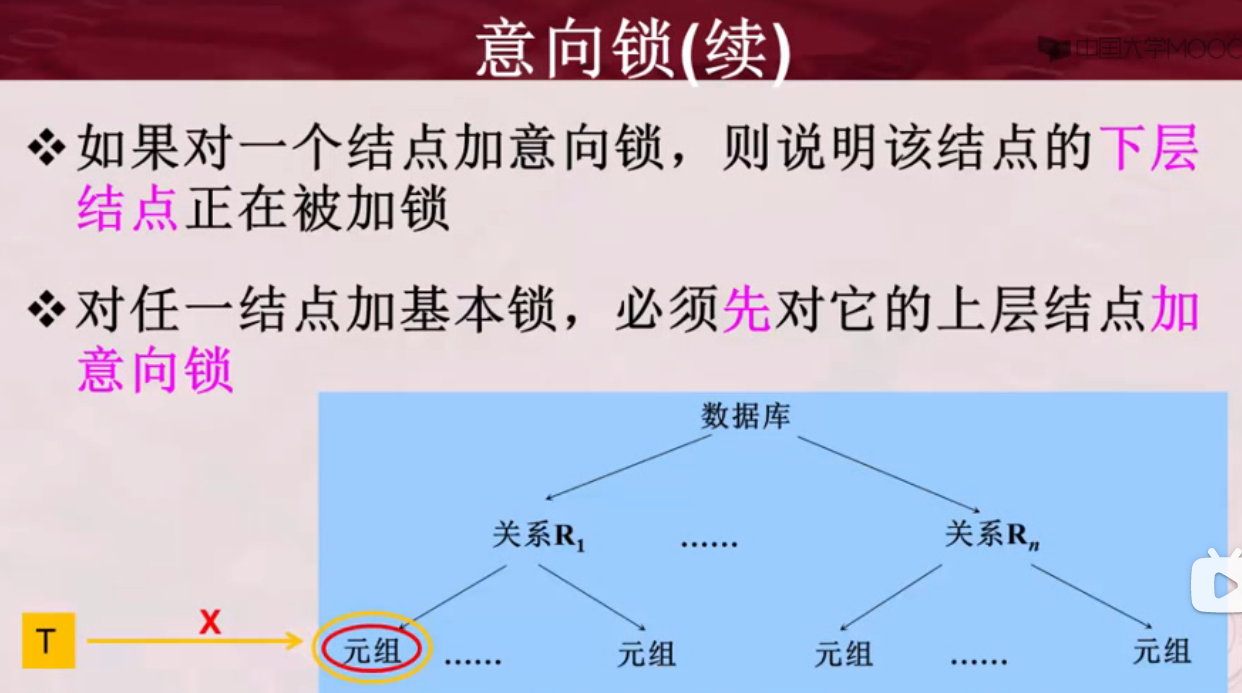 意向锁(续)
中国大学MOOC
❖如果对一个结点加意向锁，则说明该结点的下层
结点正在被加锁
❖对任一结点加基本锁，必须先对它的上层结点加
意向锁
数据库
关系R1 …… 关系Rn
T X 元组 …… 元组 元组 …… 元组